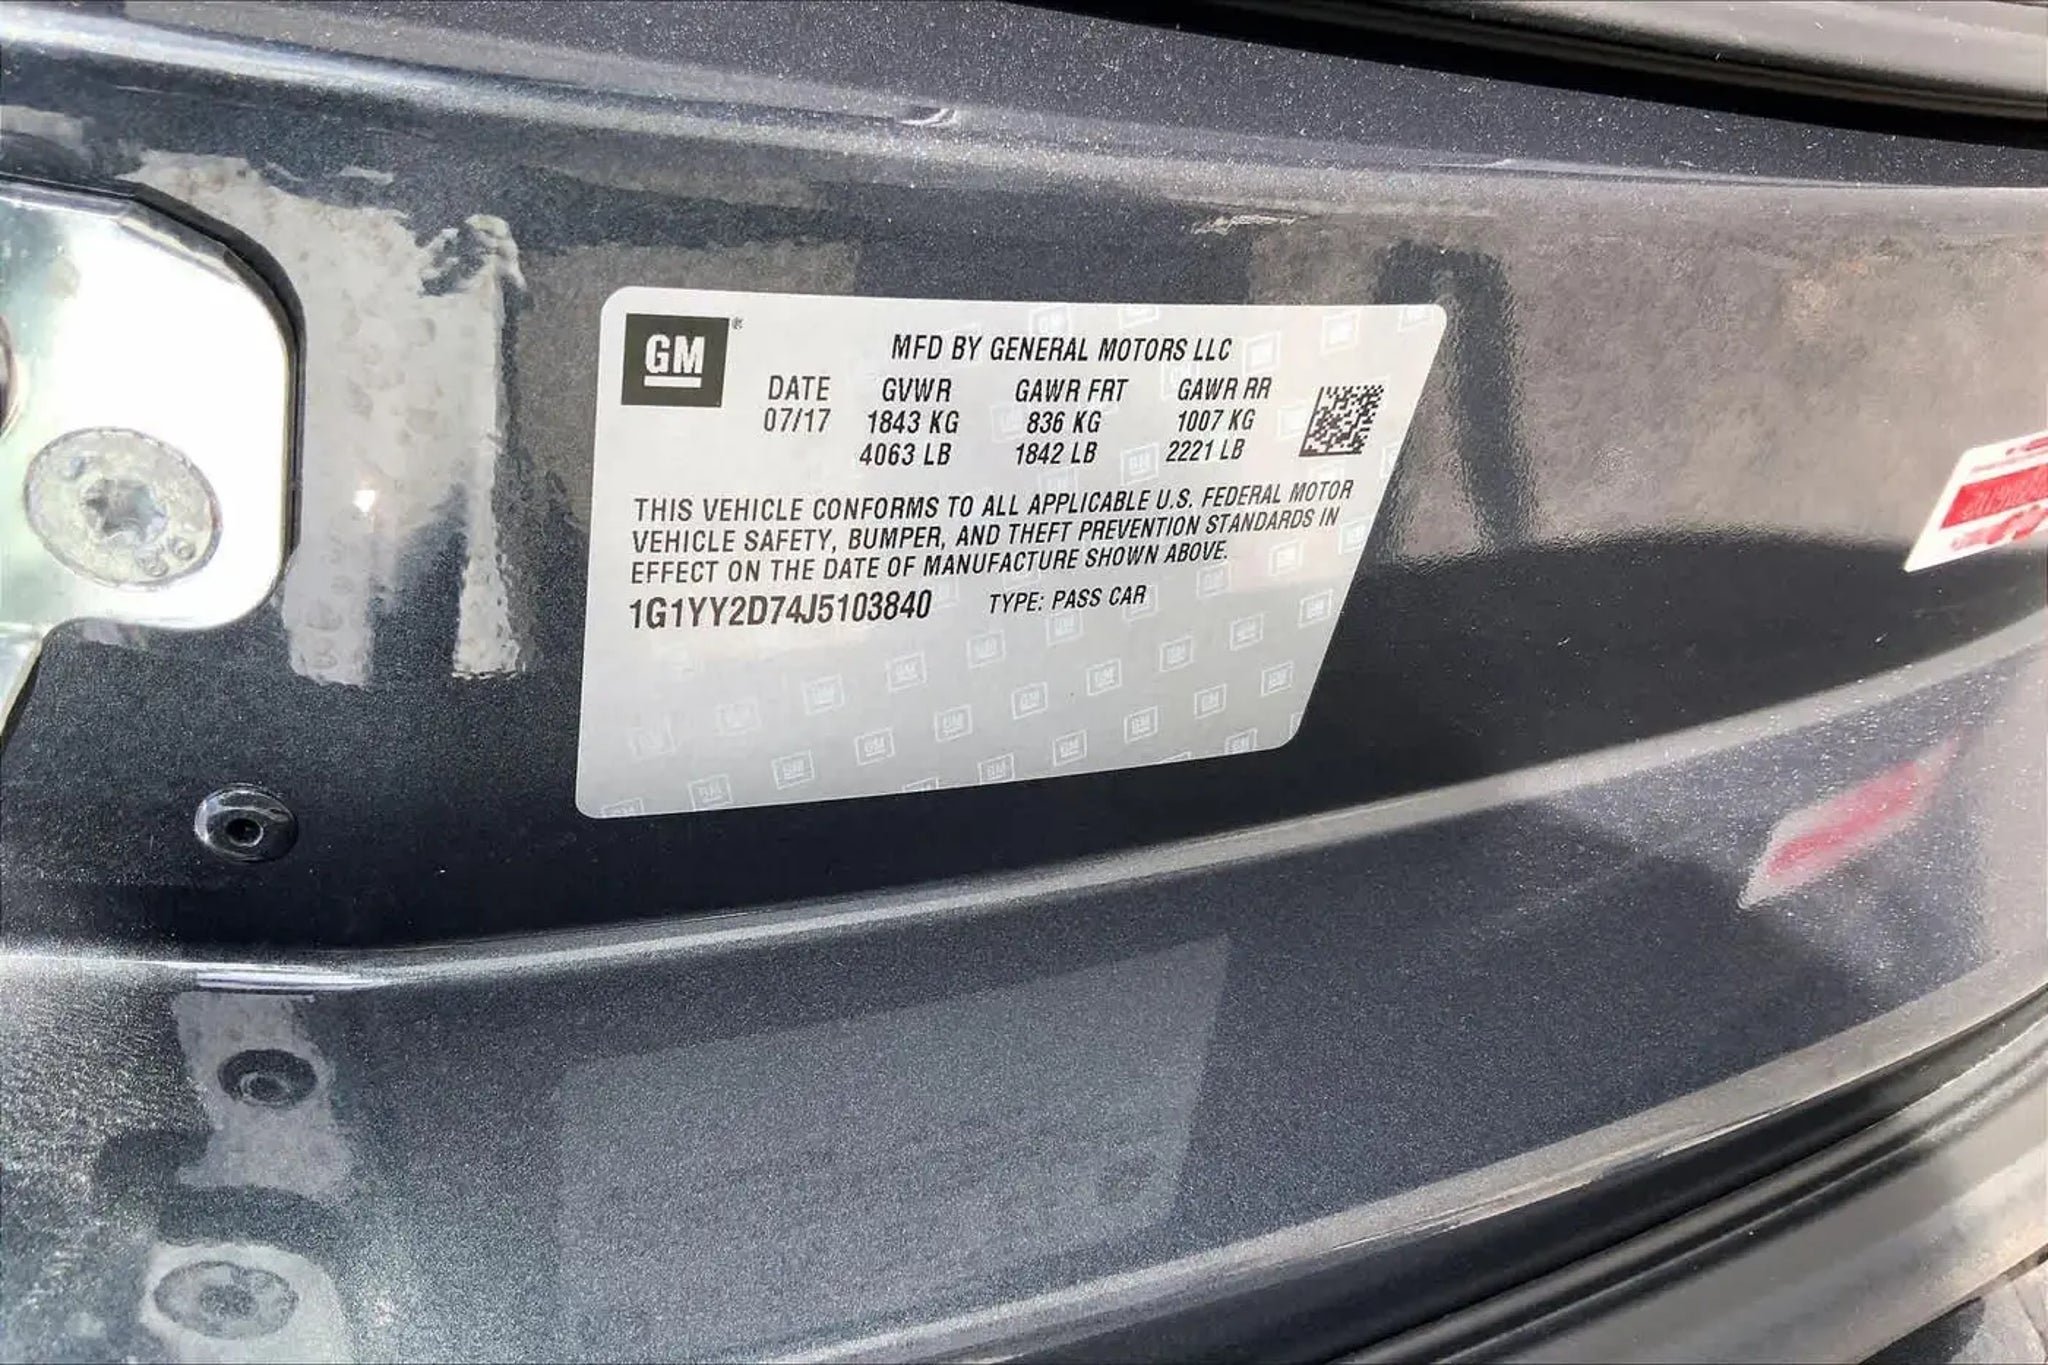 GM®
MFD BY GENERAL MOTORS LLC
DATE GVWR GAWR FRT GAWR RR
07/17 1843 KG 836 KG 1007 KG
4063 LB 1842 LB 2221 LB
THIS VEHICLE CONFORMS TO ALL APPLICABLE U.S. FEDERAL MOTOR
VEHICLE SAFETY, BUMPER, AND THEFT PREVENTION STANDARDS IN
EFFECT ON THE DATE OF MANUFACTURE SHOWN ABOVE.
1G1YY2D74J5103840 TYPE: PASS CAR